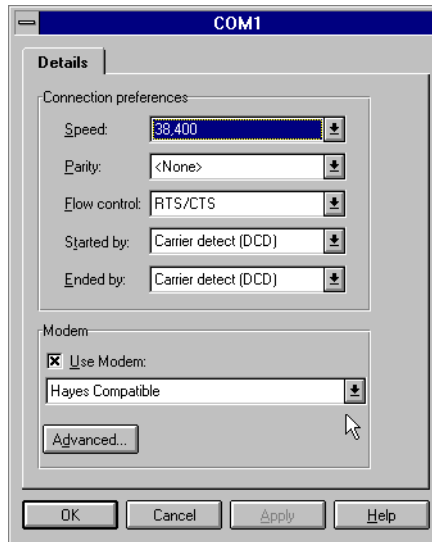 COM1
Details
Connection preferences
Speed: 38,400
Parity: <None>
Flow control: RTS/CTS
Started by: Carrier detect (DCD)
Ended by: Carrier detect (DCD)
Modem
Use Modem:
Hayes Compatible
Advanced...
OK Cancel Apply Help